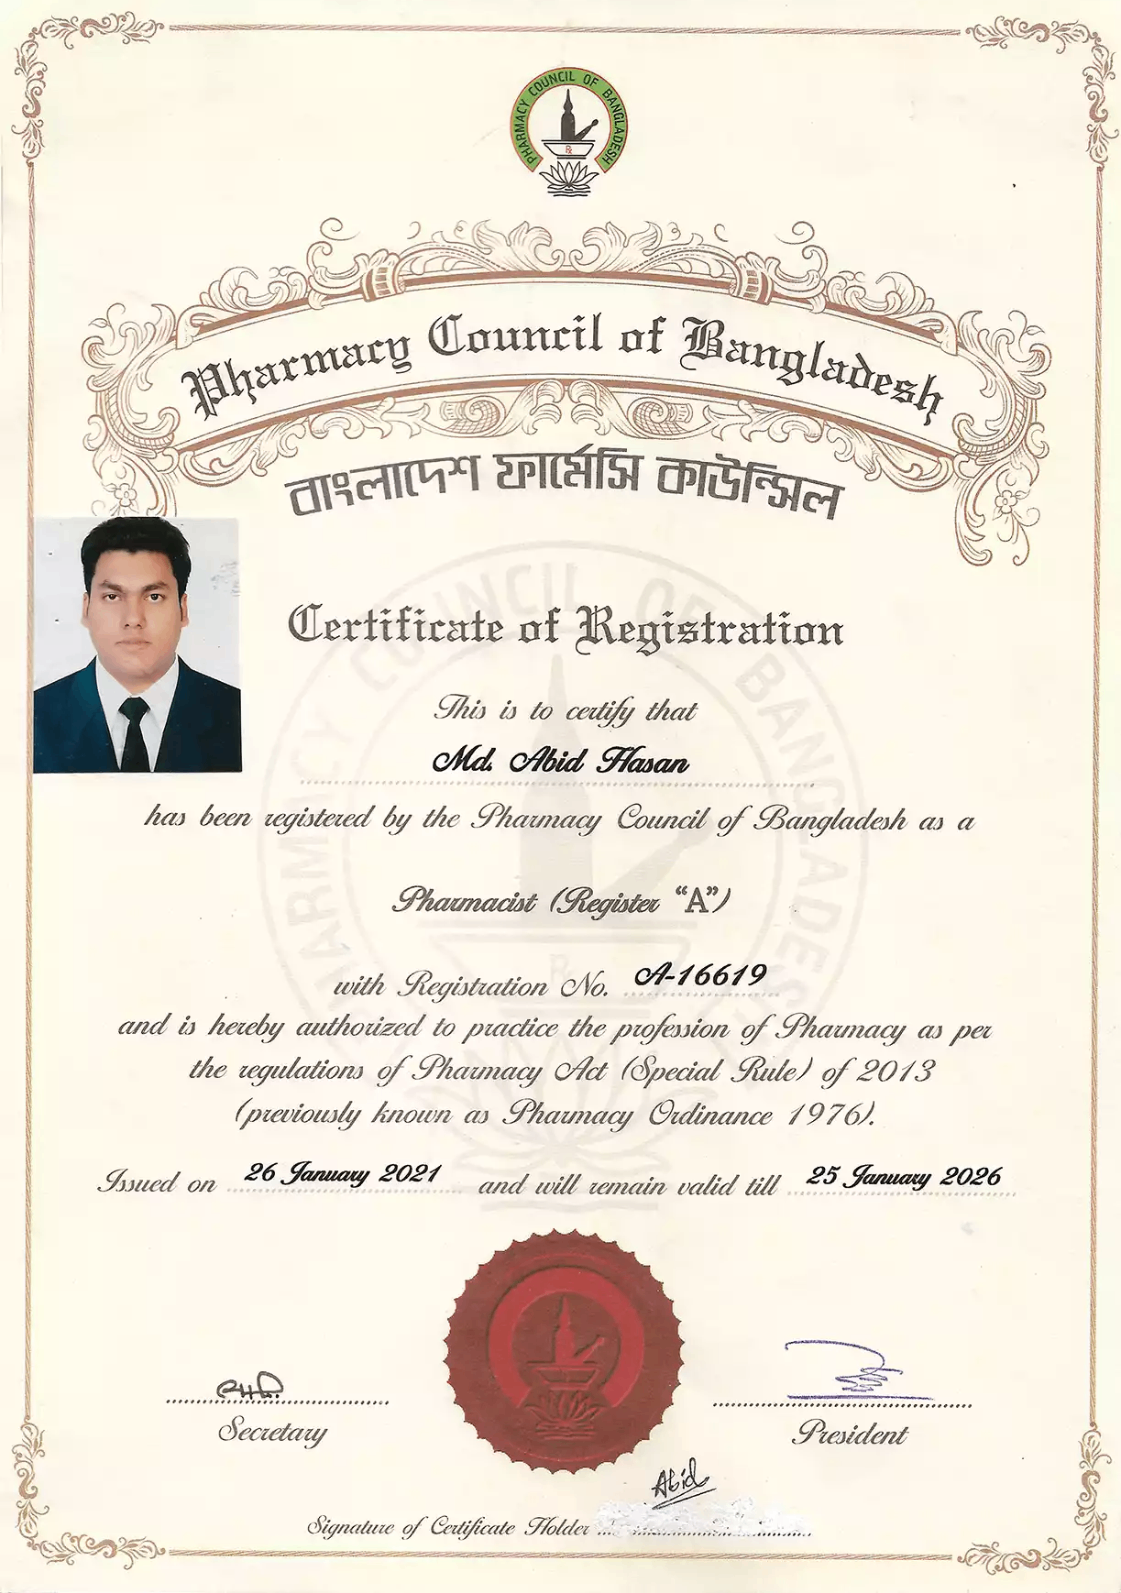 PHARMACY COUNCIL OF BANGLADESH
Rx
Pharmacy Council of Bangladesh
বাংলাদেশ ফার্মেসি কাউন্সিল
Certificate of Registration
This is to certify that
Md. Abid Hasan
has been registered by the Pharmacy Council of Bangladesh as a
Pharmacist (Register “A”)
with Registration No. A-16619
and is hereby authorized to practice the profession of Pharmacy as per
the regulations of Pharmacy Act (Special Rule) of 2013
(previously known as Pharmacy Ordinance 1976).
Issued on 26 January 2021 and will remain valid till 25 January 2026
Secretary
President
Abid
Signature of Certificate Holder